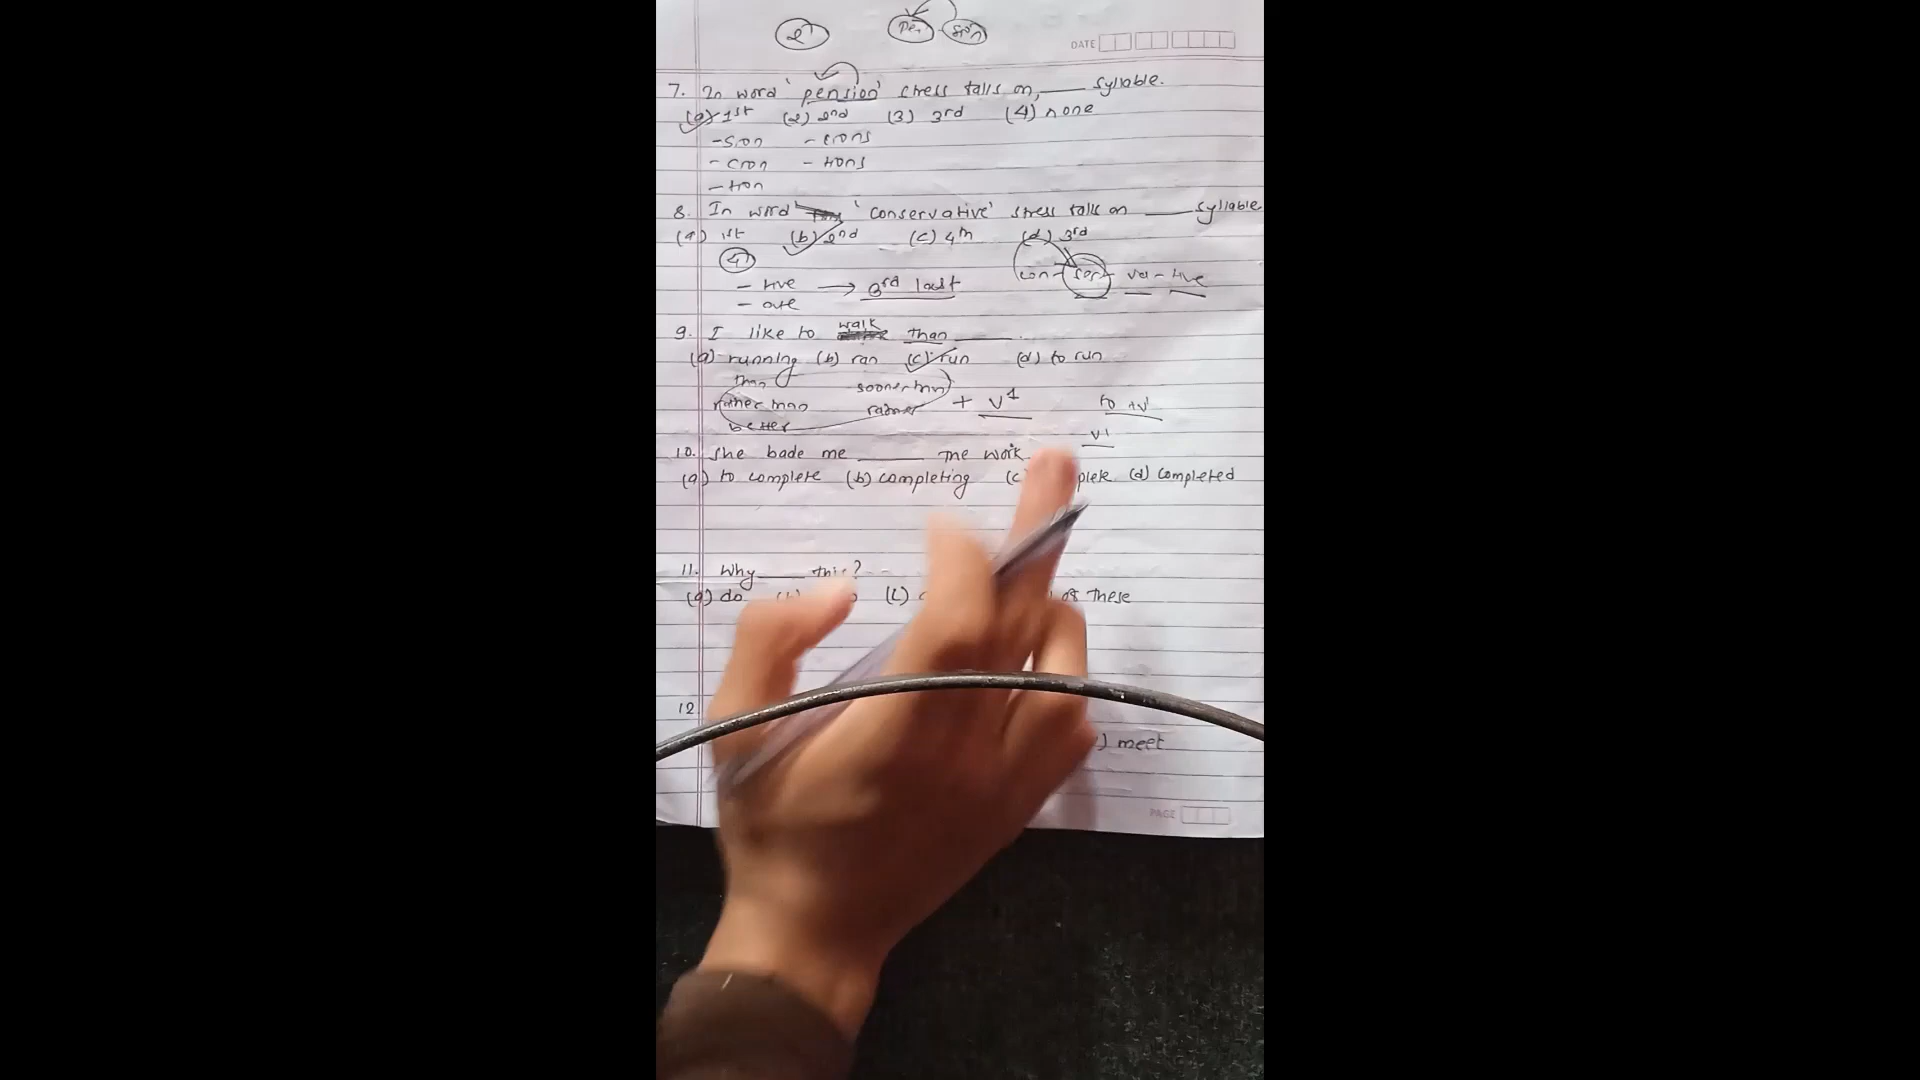 2
pen - sion
DATE
7. In word 'pension' stress falls on, ___ syllable.
(a) 1st (2) 2nd (3) 3rd (4) none
- sion - cions
- cion - tions
- tion
8. In word 'conservative' stress falls on ___ syllable
(a) 1st (b) 2nd (c) 4th (d) 3rd
4
con - ser - va - tive
- tive → 3rd last
- ate
9. I like to walk than ___.
(a) running (b) ran (c) run (d) to run
than sooner than
rather than rather + V1 to + V1
better V1
10. She bade me ___ the work
(a) to complete (b) completing (c) (d) completed
11. Why ___ this?
(a) do (L) of these
12
) meet
PAGE